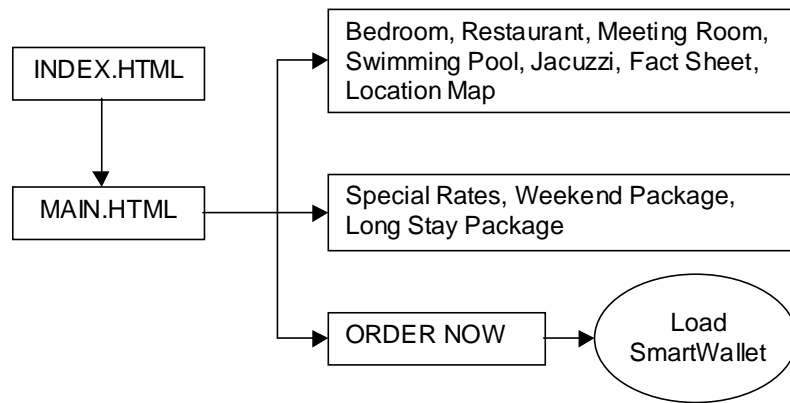 INDEX.HTML
MAIN.HTML
Bedroom, Restaurant, Meeting Room,
Swimming Pool, Jacuzzi, Fact Sheet,
Location Map
Special Rates, Weekend Package,
Long Stay Package
ORDER NOW
Load
SmartWallet